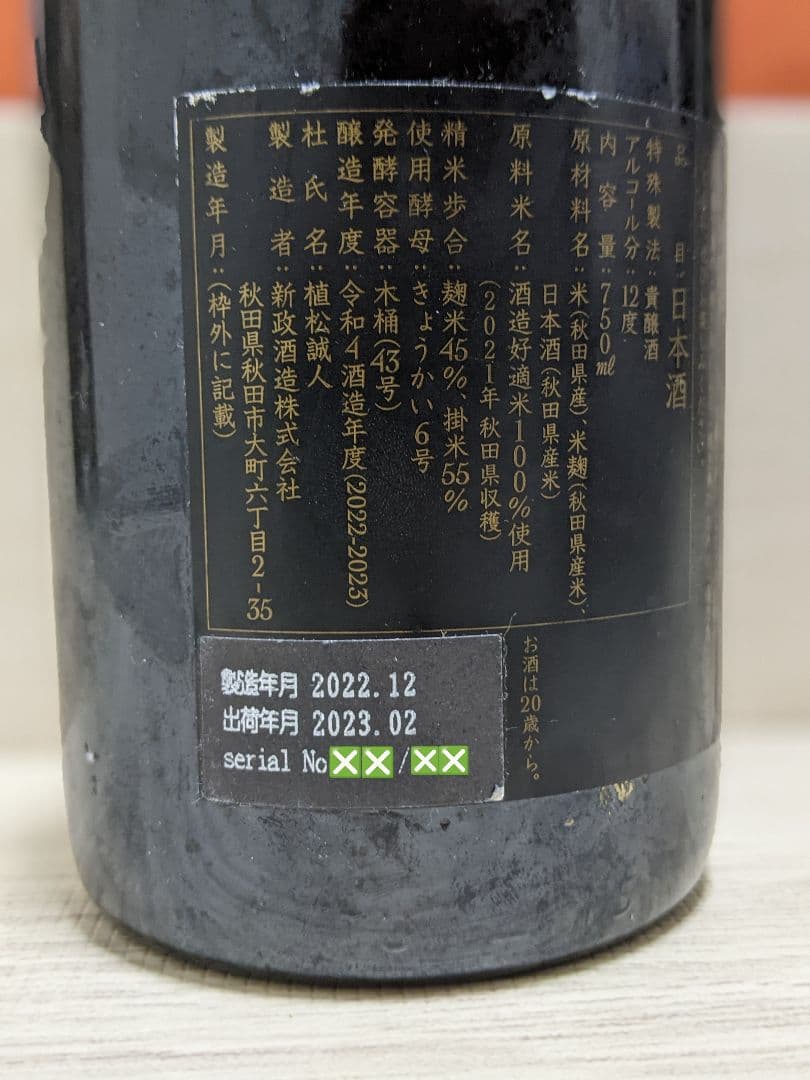 品目：日本酒
特殊製法：貴醸酒
アルコール分：12度
内容量：750ml
原材料名：米(秋田県産)、米麹(秋田県産米)、
日本酒(秋田県産米)
原料米名：酒造好適米100%使用
(2021年秋田県収穫)
精米歩合：麹米45%、掛米55%
使用酵母：きょうかい6号
発酵容器：木桶(43号)
醸造年度：令和4酒造年度(2022-2023)
杜氏名：植松誠人
製造者：新政酒造株式会社
秋田県秋田市大町六丁目2-35
製造年月：(枠外に記載)
お酒は20歳から。
製造年月 2022.12
出荷年月 2023.02
serial No❎❎/❎❎